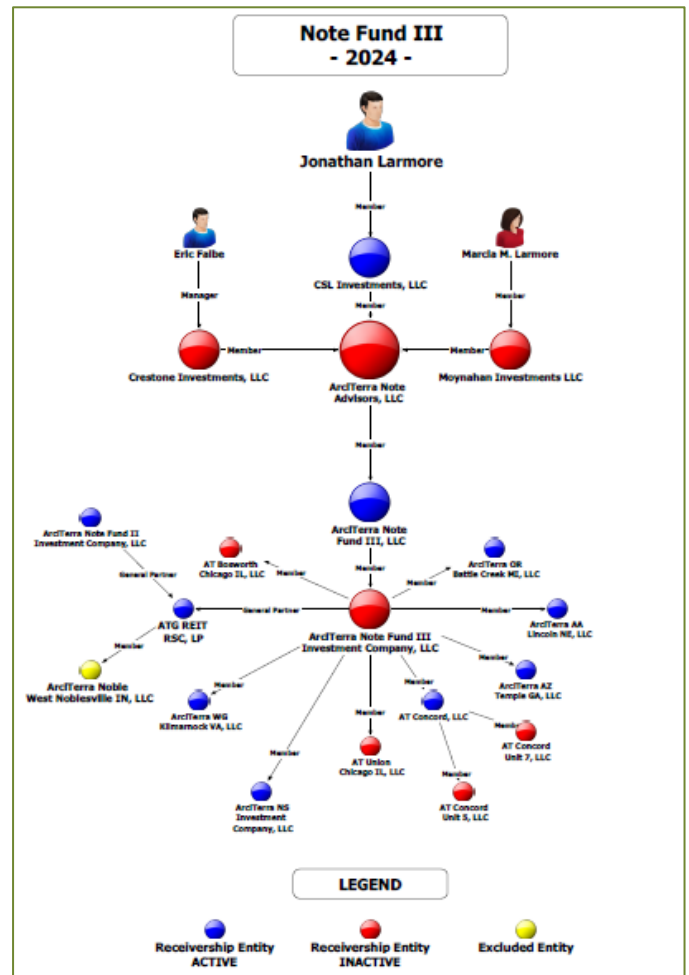 Note Fund III
- 2024 -
Jonathan Larmore
Member
Eric Falbe
Marcia M. Larmore
CSL Investments, LLC
Manager
Member
Member
Member
Member
Crestone Investments, LLC
ArciTerra Note
Advisors, LLC
Moynahan Investments LLC
Member
ArciTerra Note Fund II
Investment Company, LLC
ArciTerra Note
Fund III, LLC
AT Bosworth
Chicago IL, LLC
ArciTerra OR
Battle Creek MI, LLC
General Partner
Member
Member
Member
General Partner
Member
ATG REIT
RSC, LP
ArciTerra Note Fund III
Investment Company, LLC
ArciTerra AA
Lincoln NE, LLC
Member
Member
ArciTerra Noble
West Noblesville IN, LLC
Member
Member
ArciTerra AZ
Temple GA, LLC
ArciTerra WG
Kilmarnock VA, LLC
AT Concord, LLC
Member
Member
Member
AT Union
Chicago IL, LLC
AT Concord
Unit 7, LLC
Member
ArciTerra NS
Investment
Company, LLC
AT Concord
Unit 5, LLC
LEGEND
Receivership Entity
ACTIVE
Receivership Entity
INACTIVE
Excluded Entity